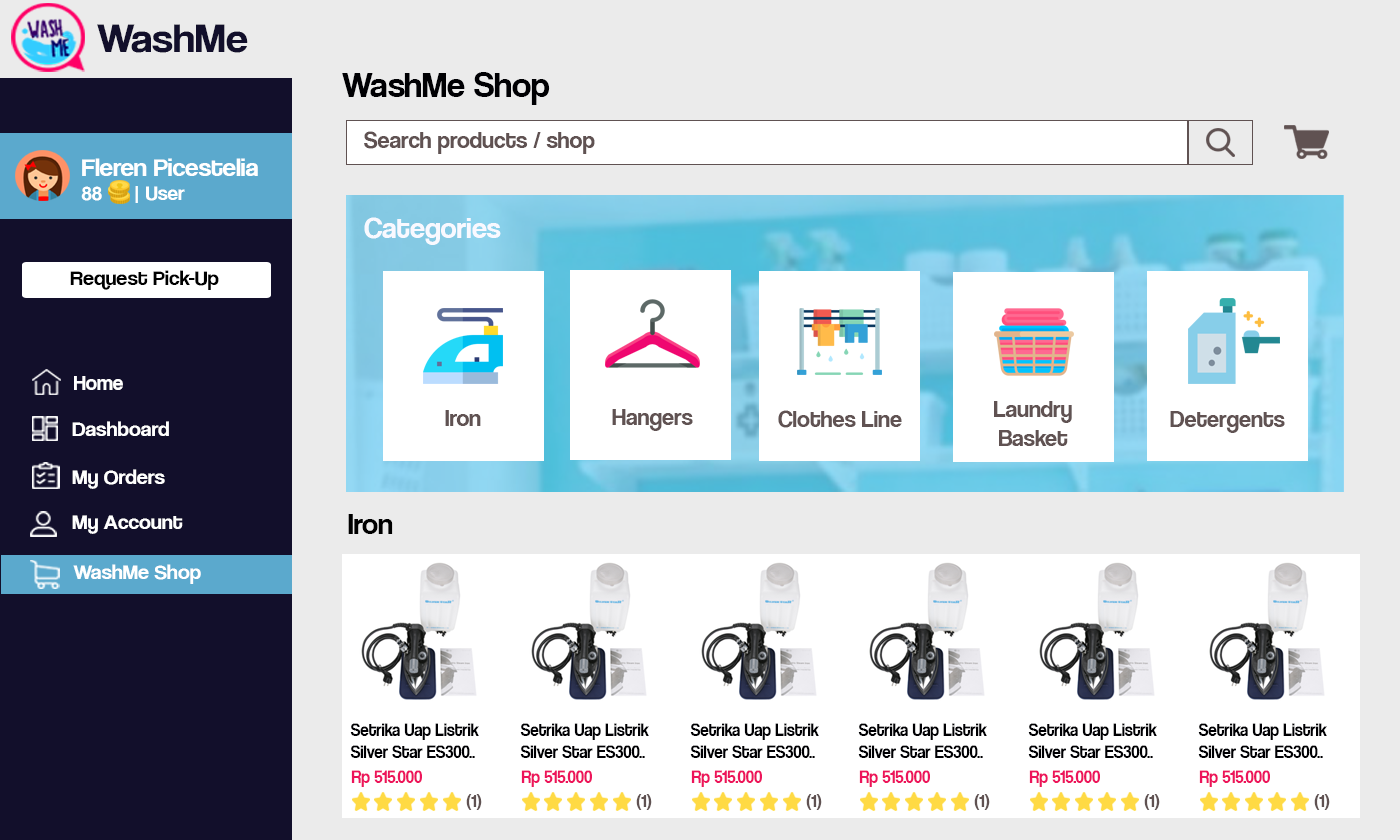 WASH
ME
WashMe
Fleren Picestelia
88 | User
Request Pick-Up
Home
Dashboard
My Orders
My Account
WashMe Shop
WashMe Shop
Search products / shop
Categories
Iron
Hangers
Clothes Line
Laundry
Basket
Detergents
Iron
Setrika Uap Listrik
Silver Star ES300..
Rp 515.000
(1)
Setrika Uap Listrik
Silver Star ES300..
Rp 515.000
(1)
Setrika Uap Listrik
Silver Star ES300..
Rp 515.000
(1)
Setrika Uap Listrik
Silver Star ES300..
Rp 515.000
(1)
Setrika Uap Listrik
Silver Star ES300..
Rp 515.000
(1)
Setrika Uap Listrik
Silver Star ES300..
Rp 515.000
(1)